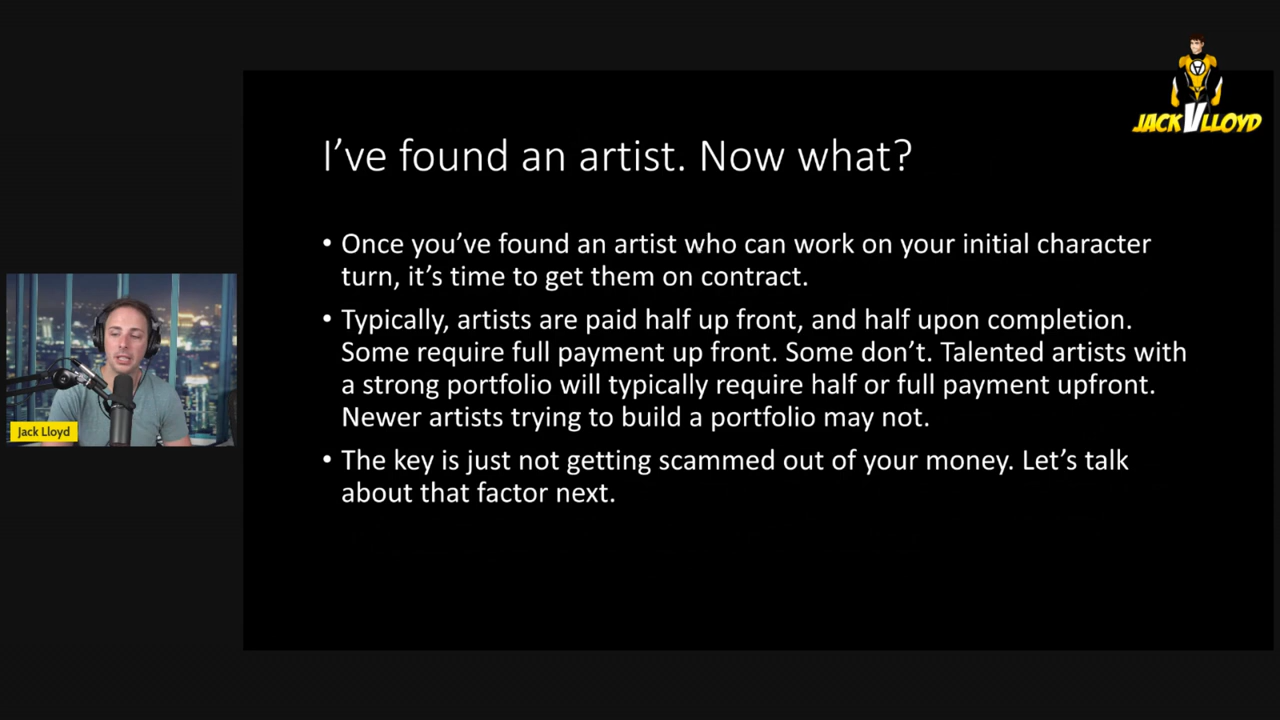 JACK V LLOYD
I've found an artist. Now what?
• Once you've found an artist who can work on your initial character
turn, it's time to get them on contract.
• Typically, artists are paid half up front, and half upon completion.
Some require full payment up front. Some don't. Talented artists with
a strong portfolio will typically require half or full payment upfront.
Newer artists trying to build a portfolio may not.
• The key is just not getting scammed out of your money. Let's talk
about that factor next.
Jack Lloyd